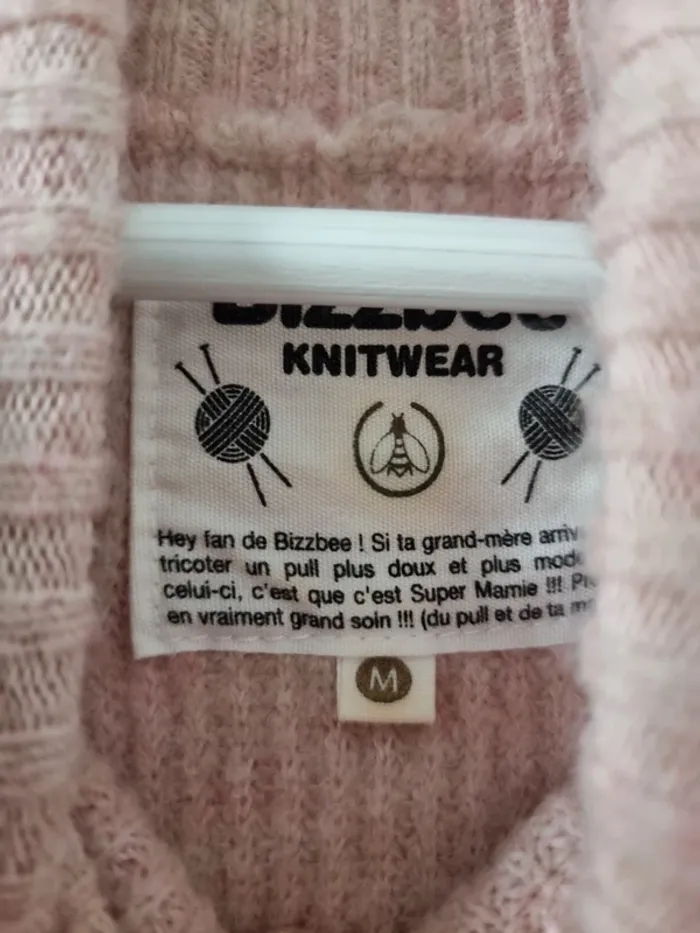 Bizzbee
KNITWEAR
Hey fan de Bizzbee ! Si ta grand-mère
tricoter un pull plus doux et plus
celui-ci, c'est que c'est Super Mamie !!!
en vraiment grand soin !!! (du pull et de ta
M